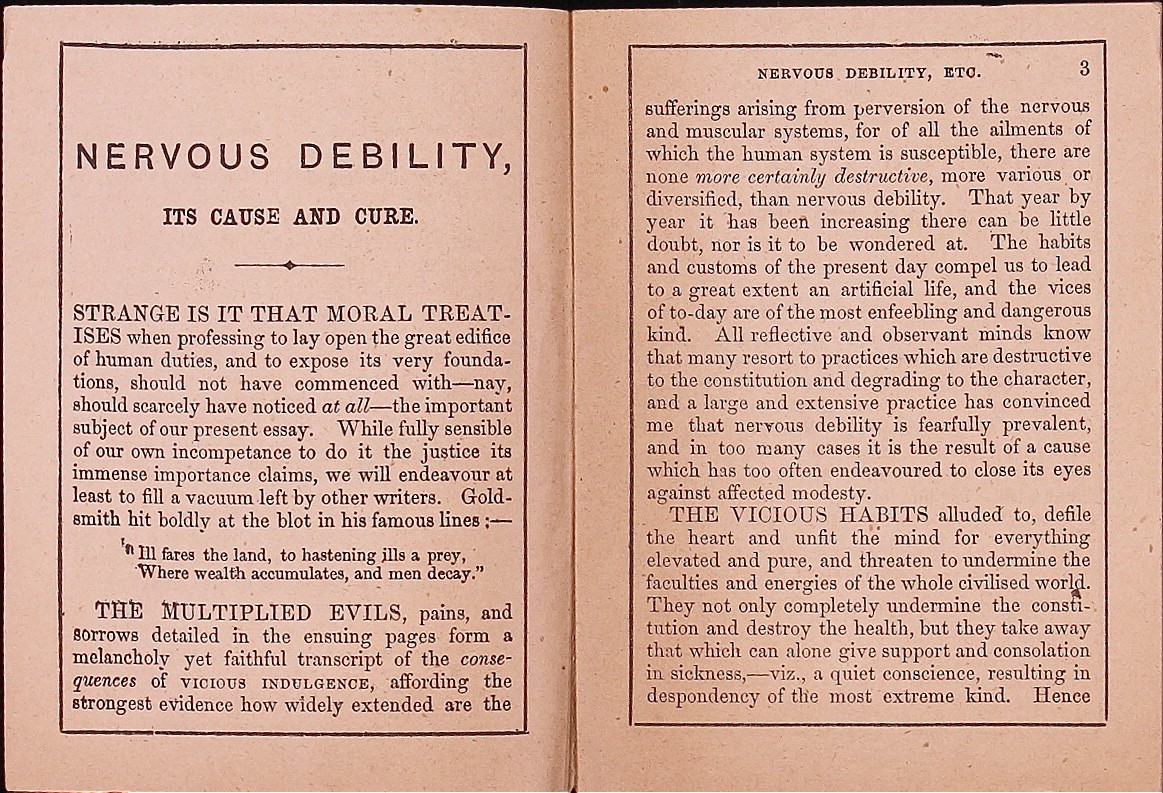 NERVOUS DEBILITY,
ITS CAUSE AND CURE.
STRANGE IS IT THAT MORAL TREAT-
ISES when professing to lay open the great edifice
of human duties, and to expose its very founda-
tions, should not have commenced with—nay,
should scarcely have noticed at all—the important
subject of our present essay. While fully sensible
of our own incompetance to do it the justice its
immense importance claims, we will endeavour at
least to fill a vacuum left by other writers. Gold-
smith hit boldly at the blot in his famous lines ;—
" Ill fares the land, to hastening ills a prey,
Where wealth accumulates, and men decay."
THE MULTIPLIED EVILS, pains, and
sorrows detailed in the ensuing pages form a
melancholy yet faithful transcript of the conse-
quences of VICIOUS INDULGENCE, affording the
strongest evidence how widely extended are the
NERVOUS DEBILITY, ETC. 3
sufferings arising from perversion of the nervous
and muscular systems, for of all the ailments of
which the human system is susceptible, there are
none more certainly destructive, more various or
diversified, than nervous debility. That year by
year it has been increasing there can be little
doubt, nor is it to be wondered at. The habits
and customs of the present day compel us to lead
to a great extent an artificial life, and the vices
of to-day are of the most enfeebling and dangerous
kind. All reflective and observant minds know
that many resort to practices which are destructive
to the constitution and degrading to the character,
and a large and extensive practice has convinced
me that nervous debility is fearfully prevalent,
and in too many cases it is the result of a cause
which has too often endeavoured to close its eyes
against affected modesty.
THE VICIOUS HABITS alluded to, defile
the heart and unfit the mind for everything
elevated and pure, and threaten to undermine the
faculties and energies of the whole civilised world.
They not only completely undermine the consti-
tution and destroy the health, but they take away
that which can alone give support and consolation
in sickness,—viz., a quiet conscience, resulting in
despondency of the most extreme kind. Hence